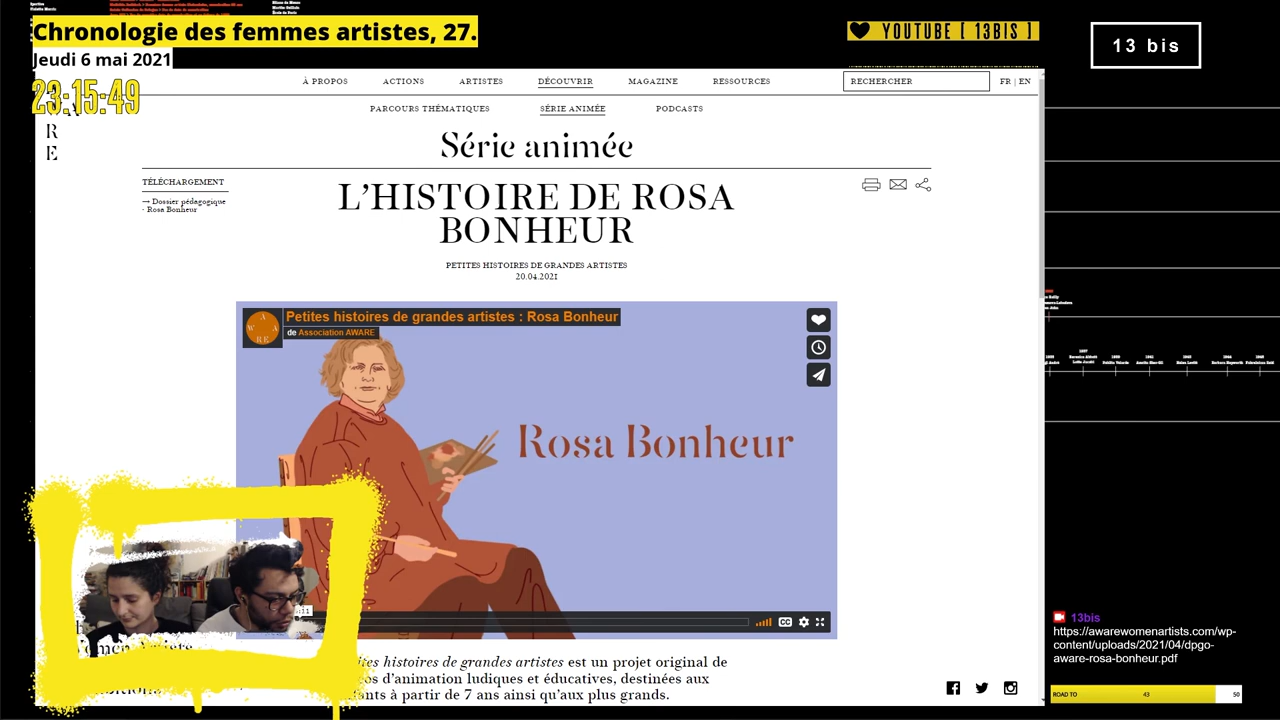 Chronologie des femmes artistes, 27.
Jeudi 6 mai 2021
23:15:49
YOUTUBE [ 13BIS ]
13 bis
À PROPOS
ACTIONS
ARTISTES
DÉCOUVRIR
MAGAZINE
RESSOURCES
RECHERCHER
FR | EN
PARCOURS THÉMATIQUES
SÉRIE ANIMÉE
PODCASTS
A
R
E
Série animée
TÉLÉCHARGEMENT
→ Dossier pédagogique
- Rosa Bonheur
L'HISTOIRE DE ROSA
BONHEUR
PETITES HISTOIRES DE GRANDES ARTISTES
20.04.2021
Petites histoires de grandes artistes : Rosa Bonheur
de Association AWARE
A
W A
RE
Rosa Bonheur
CC
histoires de grandes artistes est un projet original de
d'animation ludiques et éducatives, destinées aux
à partir de 7 ans ainsi qu'aux plus grands.
13bis
https://awarewomenartists.com/wp-
content/uploads/2021/04/dpgo-
aware-rosa-bonheur.pdf
ROAD TO
43
50